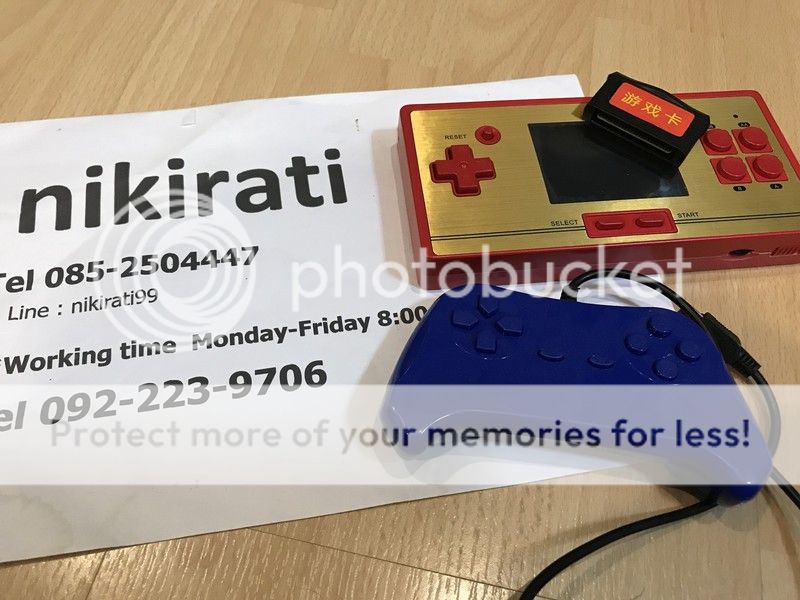 nikirati
Tel 085-2504447
Line : nikirati99
*Working time Monday-Friday 8:00
Tel 092-223-9706
RESET
游戏卡
SELECT
START
B
A
photobucket
Protect more of your memories for less!